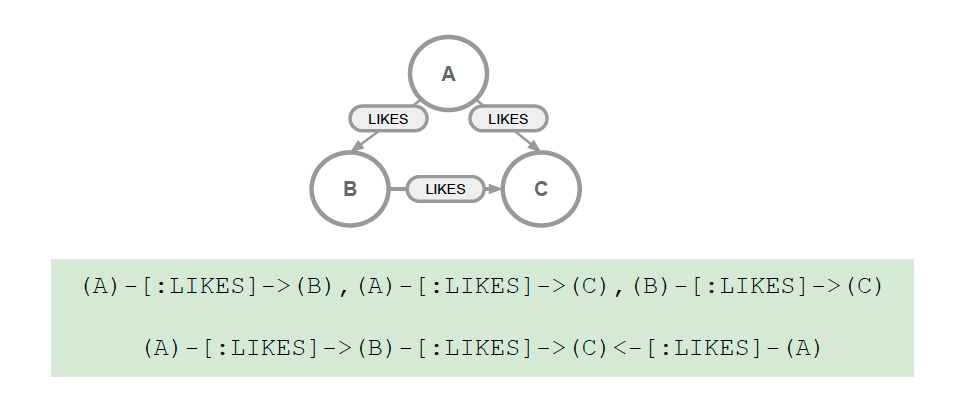 A
LIKES LIKES
B LIKES C
(A)-[:LIKES]->(B),(A)-[:LIKES]->(C),(B)-[:LIKES]->(C)
(A)-[:LIKES]->(B)-[:LIKES]->(C)<-[:LIKES]-(A)